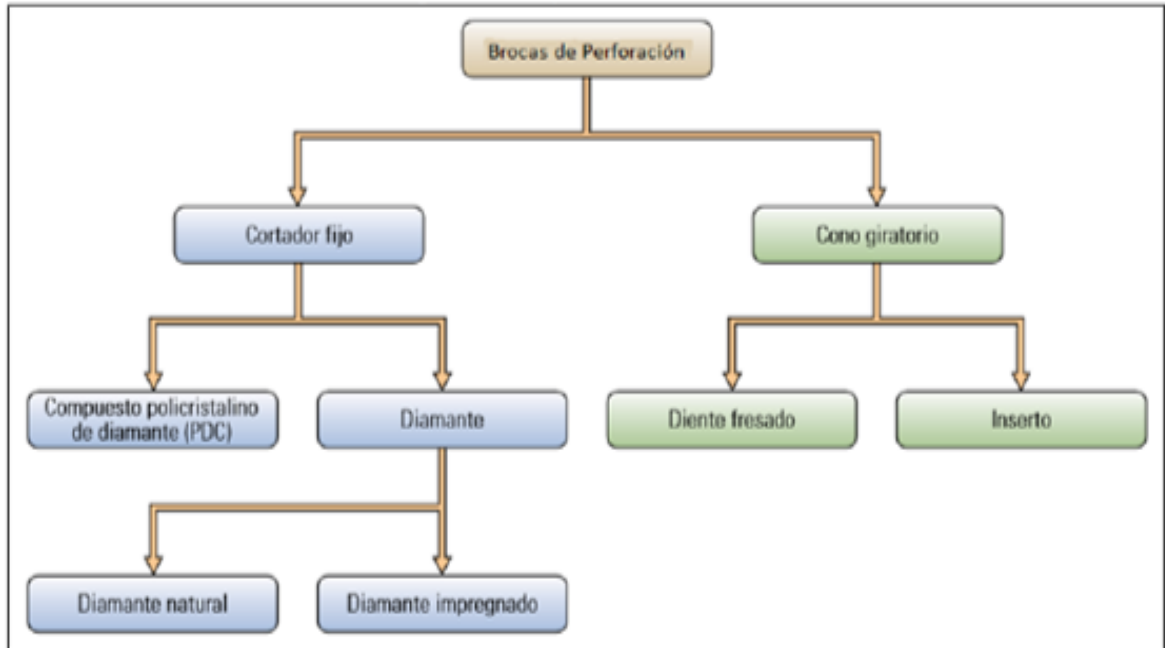 Brocas de Perforación
Cortador fijo
Cono giratorio
Compuesto policristalino
de diamante (PDC)
Diamante
Diente fresado
Inserto
Diamante natural
Diamante impregnado